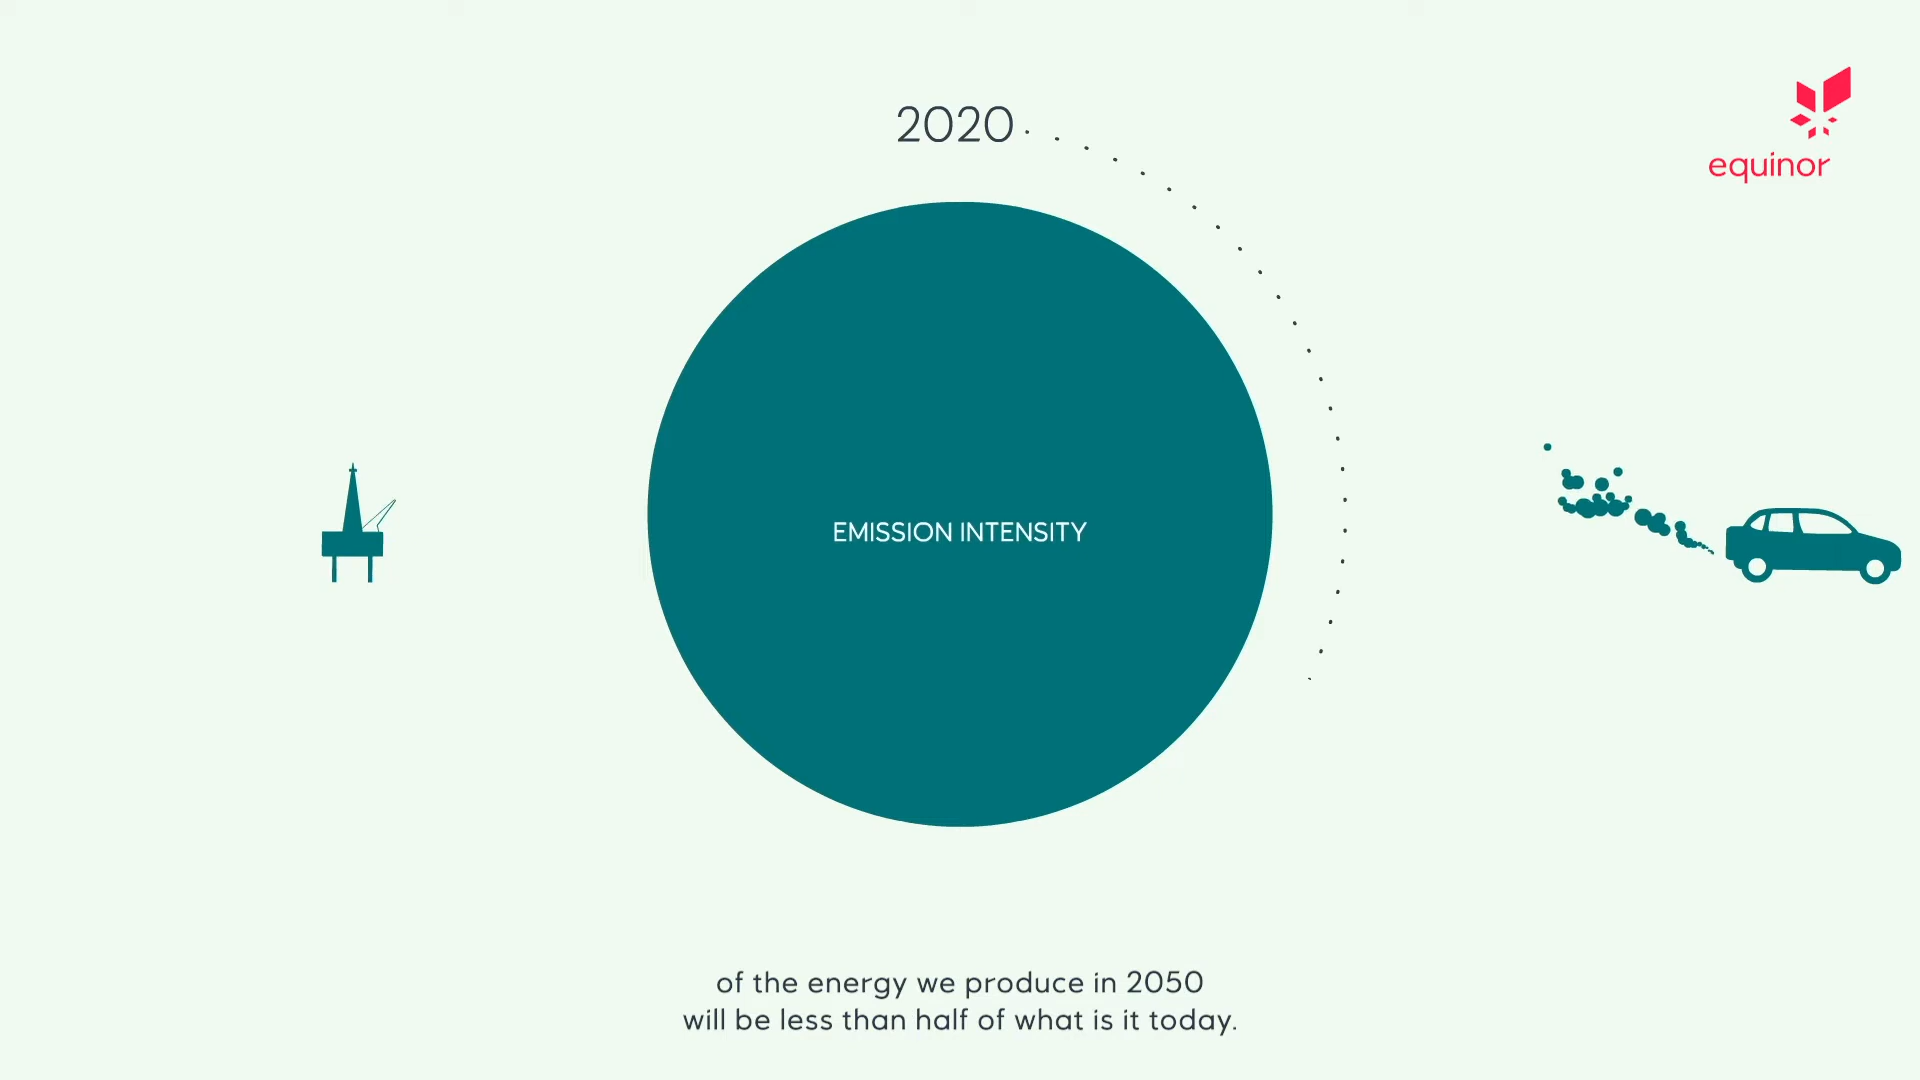 2020
equinor
EMISSION INTENSITY
of the energy we produce in 2050
will be less than half of what is it today.